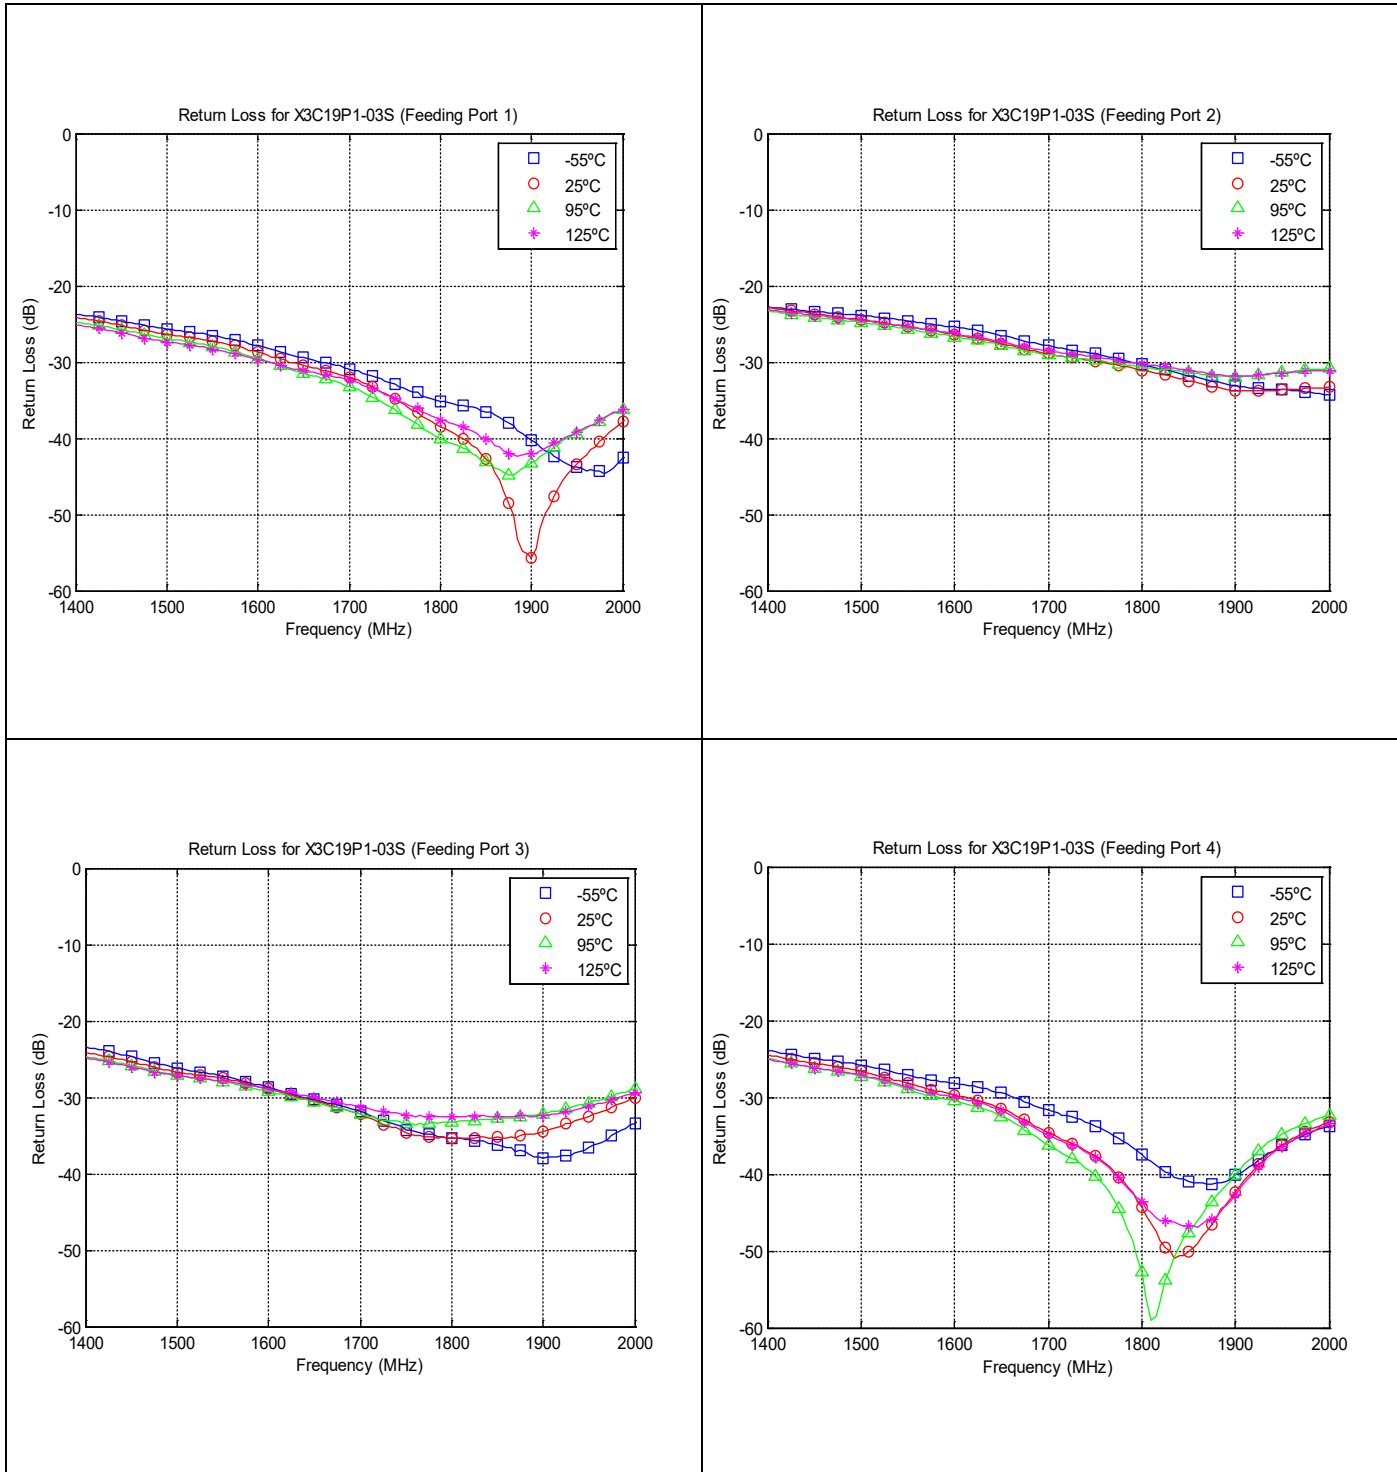 Return Loss for X3C19P1-03S (Feeding Port 1)
0
-10
-20
-30
-40
-50
-60
Return Loss (dB)
-55ºC
25ºC
95ºC
125ºC
1400 1500 1600 1700 1800 1900 2000
Frequency (MHz)
Return Loss for X3C19P1-03S (Feeding Port 2)
0
-10
-20
-30
-40
-50
-60
Return Loss (dB)
-55ºC
25ºC
95ºC
125ºC
1400 1500 1600 1700 1800 1900 2000
Frequency (MHz)
Return Loss for X3C19P1-03S (Feeding Port 3)
0
-10
-20
-30
-40
-50
-60
Return Loss (dB)
-55ºC
25ºC
95ºC
125ºC
1400 1500 1600 1700 1800 1900 2000
Frequency (MHz)
Return Loss for X3C19P1-03S (Feeding Port 4)
0
-10
-20
-30
-40
-50
-60
Return Loss (dB)
-55ºC
25ºC
95ºC
125ºC
1400 1500 1600 1700 1800 1900 2000
Frequency (MHz)